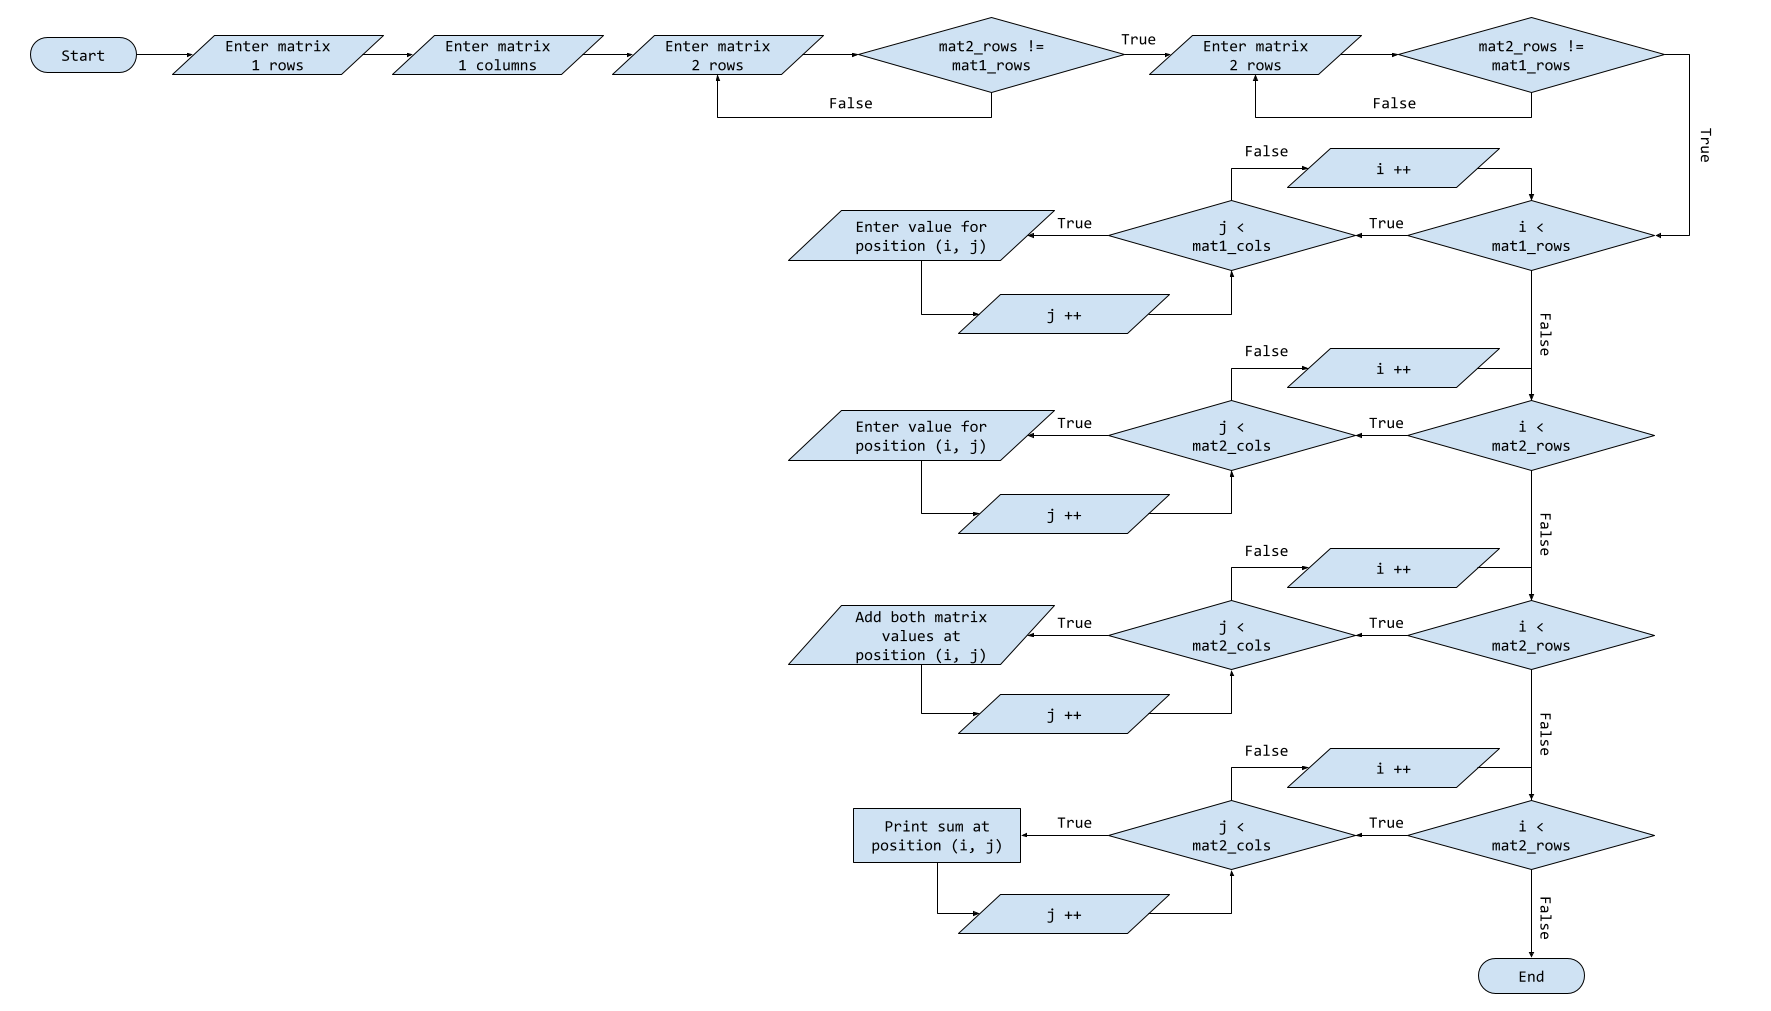 Start
Enter matrix
1 rows
Enter matrix
1 columns
Enter matrix
2 rows
mat2_rows !=
mat1_rows
True
Enter matrix
2 rows
mat2_rows !=
mat1_rows
False
False
True
False
i ++
Enter value for
position (i, j)
True
j <
mat1_cols
True
i <
mat1_rows
j ++
False
False
i ++
Enter value for
position (i, j)
True
j <
mat2_cols
True
i <
mat2_rows
j ++
False
False
i ++
Add both matrix
values at
position (i, j)
True
j <
mat2_cols
True
i <
mat2_rows
j ++
False
False
i ++
Print sum at
position (i, j)
True
j <
mat2_cols
True
i <
mat2_rows
j ++
False
End